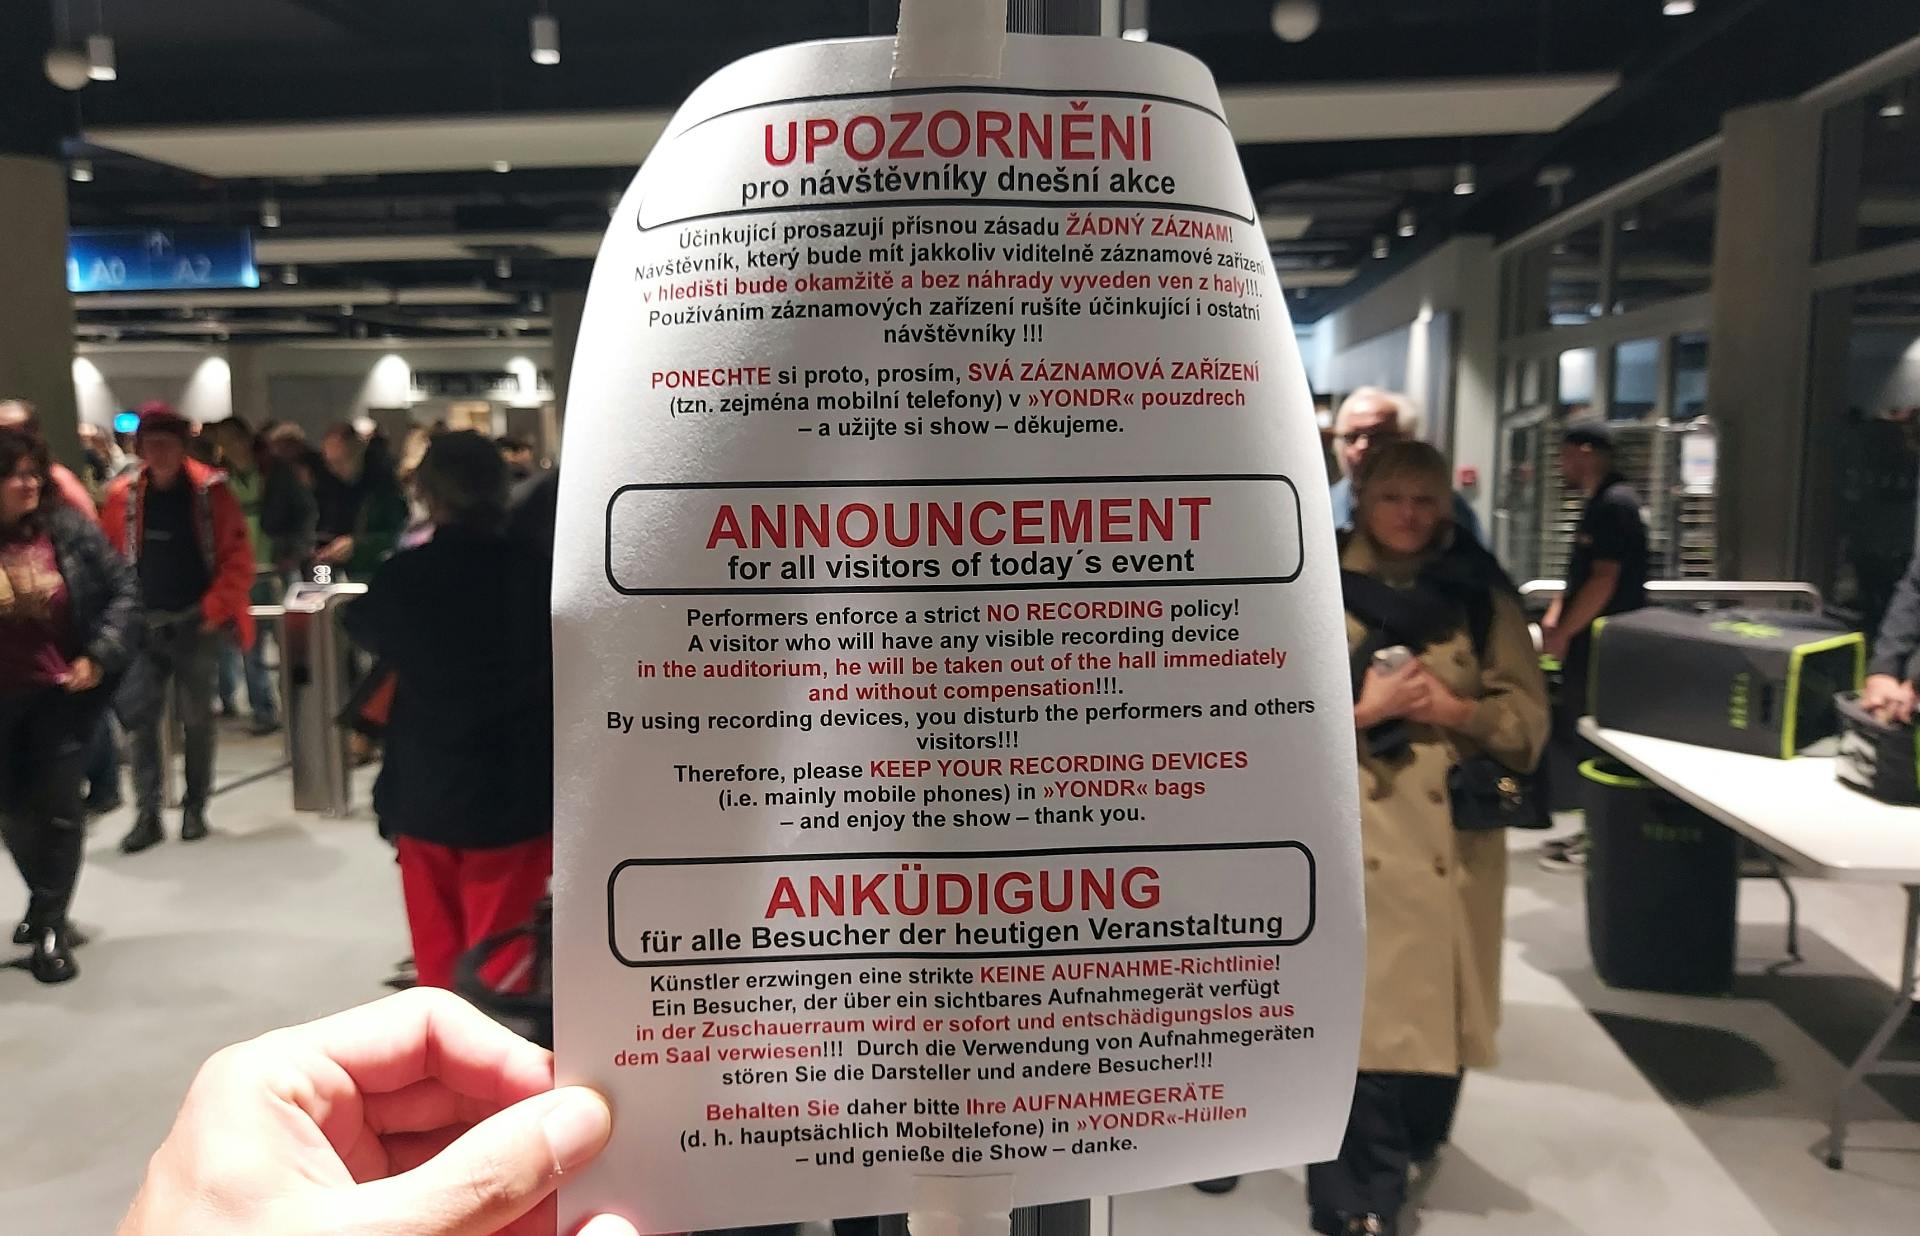 A0 A2
UPOZORNĚNÍ
pro návštěvníky dnešní akce
Účinkující prosazují přísnou zásadu ŽÁDNÝ ZÁZNAM!
Návštěvník, který bude mít jakkoliv viditelně záznamové zařízení
v hledišti bude okamžitě a bez náhrady vyveden ven z haly!!!.
Používáním záznamových zařízení rušíte účinkující i ostatní
návštěvníky !!!
PONECHTE si proto, prosím, SVÁ ZÁZNAMOVÁ ZAŘÍZENÍ
(tzn. zejména mobilní telefony) v »YONDR« pouzdrech
– a užijte si show – děkujeme.
ANNOUNCEMENT
for all visitors of today´s event
Performers enforce a strict NO RECORDING policy!
A visitor who will have any visible recording device
in the auditorium, he will be taken out of the hall immediately
and without compensation!!!.
By using recording devices, you disturb the performers and others
visitors!!!
Therefore, please KEEP YOUR RECORDING DEVICES
(i.e. mainly mobile phones) in »YONDR« bags
– and enjoy the show – thank you.
ANKÜDIGUNG
für alle Besucher der heutigen Veranstaltung
Künstler erzwingen eine strikte KEINE AUFNAHME-Richtlinie!
Ein Besucher, der über ein sichtbares Aufnahmegerät verfügt
in der Zuschauerraum wird er sofort und entschädigungslos aus
dem Saal verwiesen!!! Durch die Verwendung von Aufnahmegeräten
stören Sie die Darsteller und andere Besucher!!!
Behalten Sie daher bitte Ihre AUFNAHMEGERÄTE
(d. h. hauptsächlich Mobiltelefone) in »YONDR«-Hüllen
– und genieße die Show – danke.